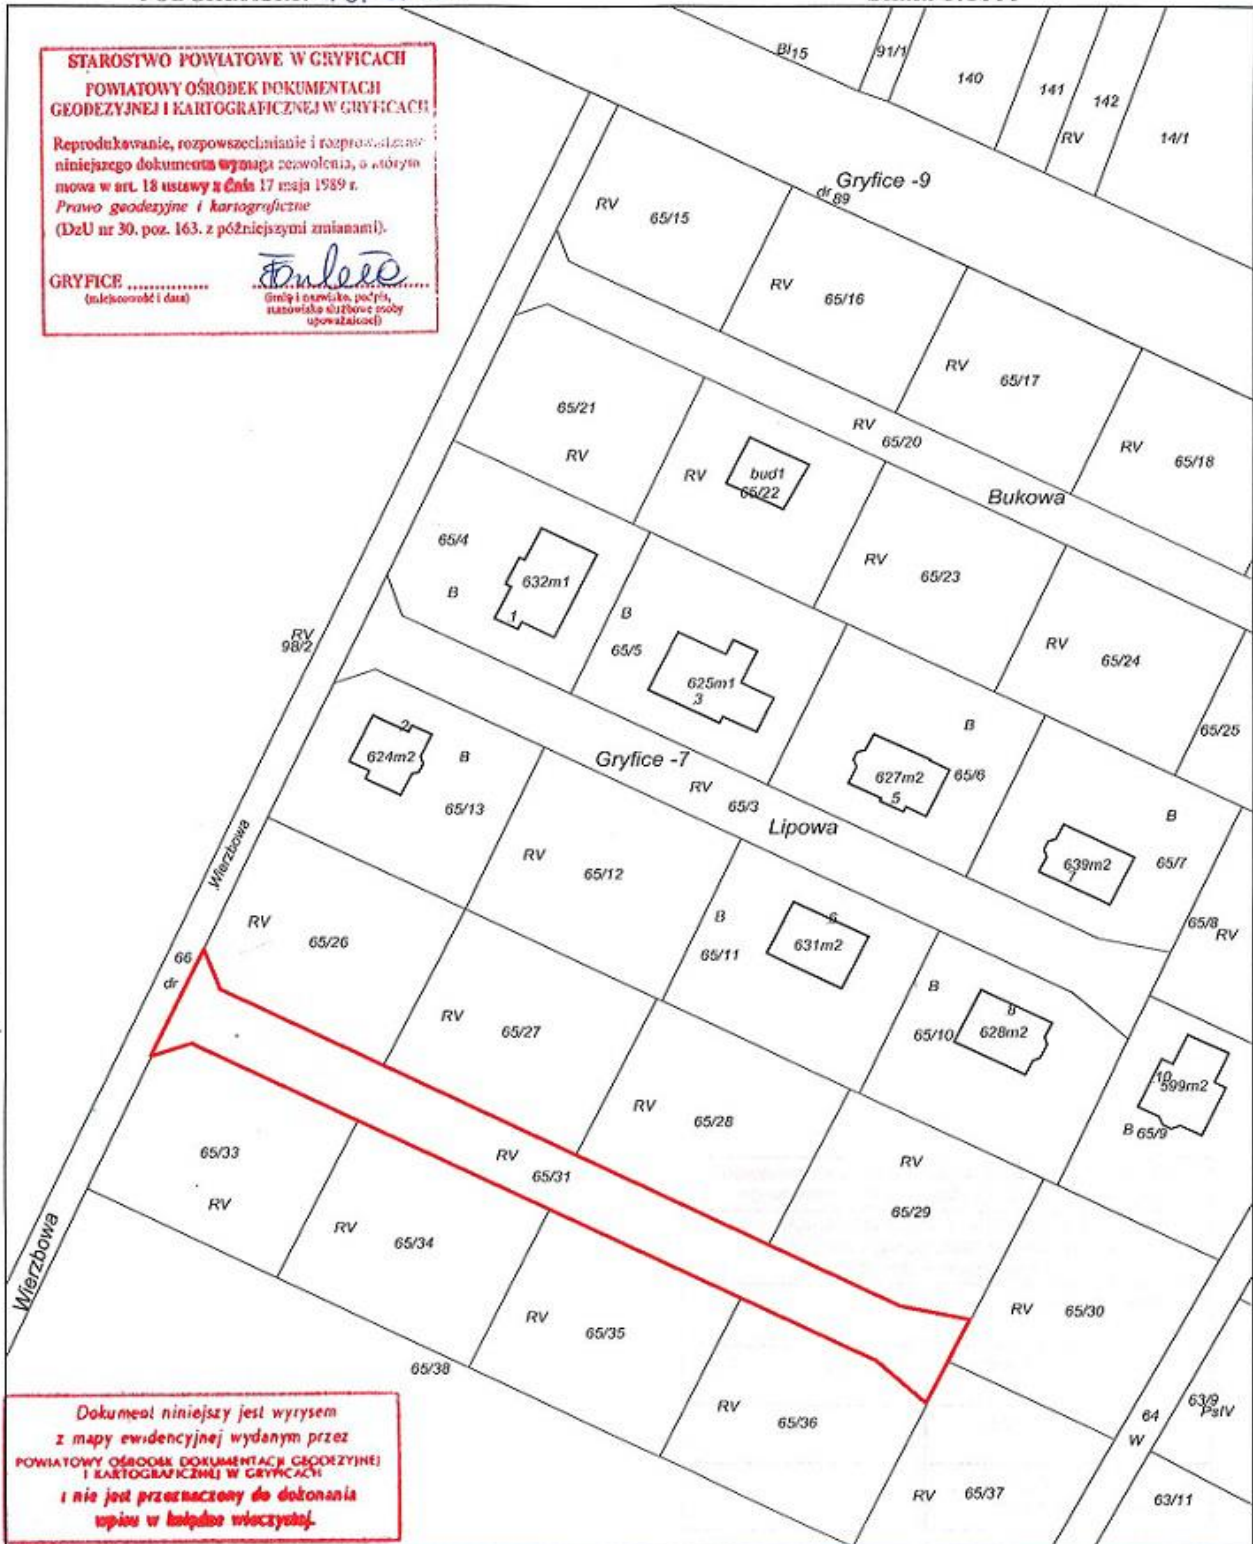 STAROSTWO POWIATOWE W GRYFICACH
POWIATOWY OŚRODEK DOKUMENTACJI
GEODEZYJNEJ I KARTOGRAFICZNEJ W GRYFICACH
Reprodukowanie, rozpowszechnianie i rozprowadzanie
niniejszego dokumentu wymaga zezwolenia, o którym
mowa w art. 18 ustawy z dnia 17 maja 1989 r.
Prawo geodezyjne i kartograficzne
(DzU nr 30. poz. 163. z późniejszymi zmianami).
GRYFICE ...............
(miejscowość i data)
(imię i nazwisko, podpis,
stanowisko służbowe osoby
upoważnionej)
BI15
91/1
140
141
142
RV
14/1
Gryfice -9
dr 89
RV 65/15
RV 65/16
RV 65/17
RV 65/18
65/21
RV
RV
bud1
65/22
RV
65/20
Bukowa
65/4
B
632m1
1
RV 65/23
RV 65/24
65/25
RV
98/2
B
65/5
625m1
3
B
627m2
5
65/6
2
624m2
B
65/13
Gryfice -7
RV
65/3
Lipowa
B
639m2
7
65/7
Wierzbowa
RV 65/12
B
65/11
6
631m2
65/8
RV
RV 65/26
66
dr
RV 65/27
B
65/10
8
628m2
10
599m2
B 65/9
RV 65/28
65/33
RV
RV
65/31
RV
65/29
Wierzbowa
RV 65/34
RV 65/35
RV 65/30
65/38
RV 65/36
64
W
63/9
PsIV
RV 65/37
63/11
Dokument niniejszy jest wyrysem
z mapy ewidencyjnej wydanym przez
POWIATOWY OŚRODEK DOKUMENTACJI GEODEZYJNEJ
I KARTOGRAFICZNEJ W GRYFICACH
i nie jest przeznaczony do dokonania
wpisu w księdze wieczystej.